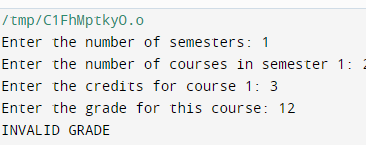 /tmp/C1FhMptkyO.o
Enter the number of semesters: 1
Enter the number of courses in semester 1: 2
Enter the credits for course 1: 3
Enter the grade for this course: 12
INVALID GRADE